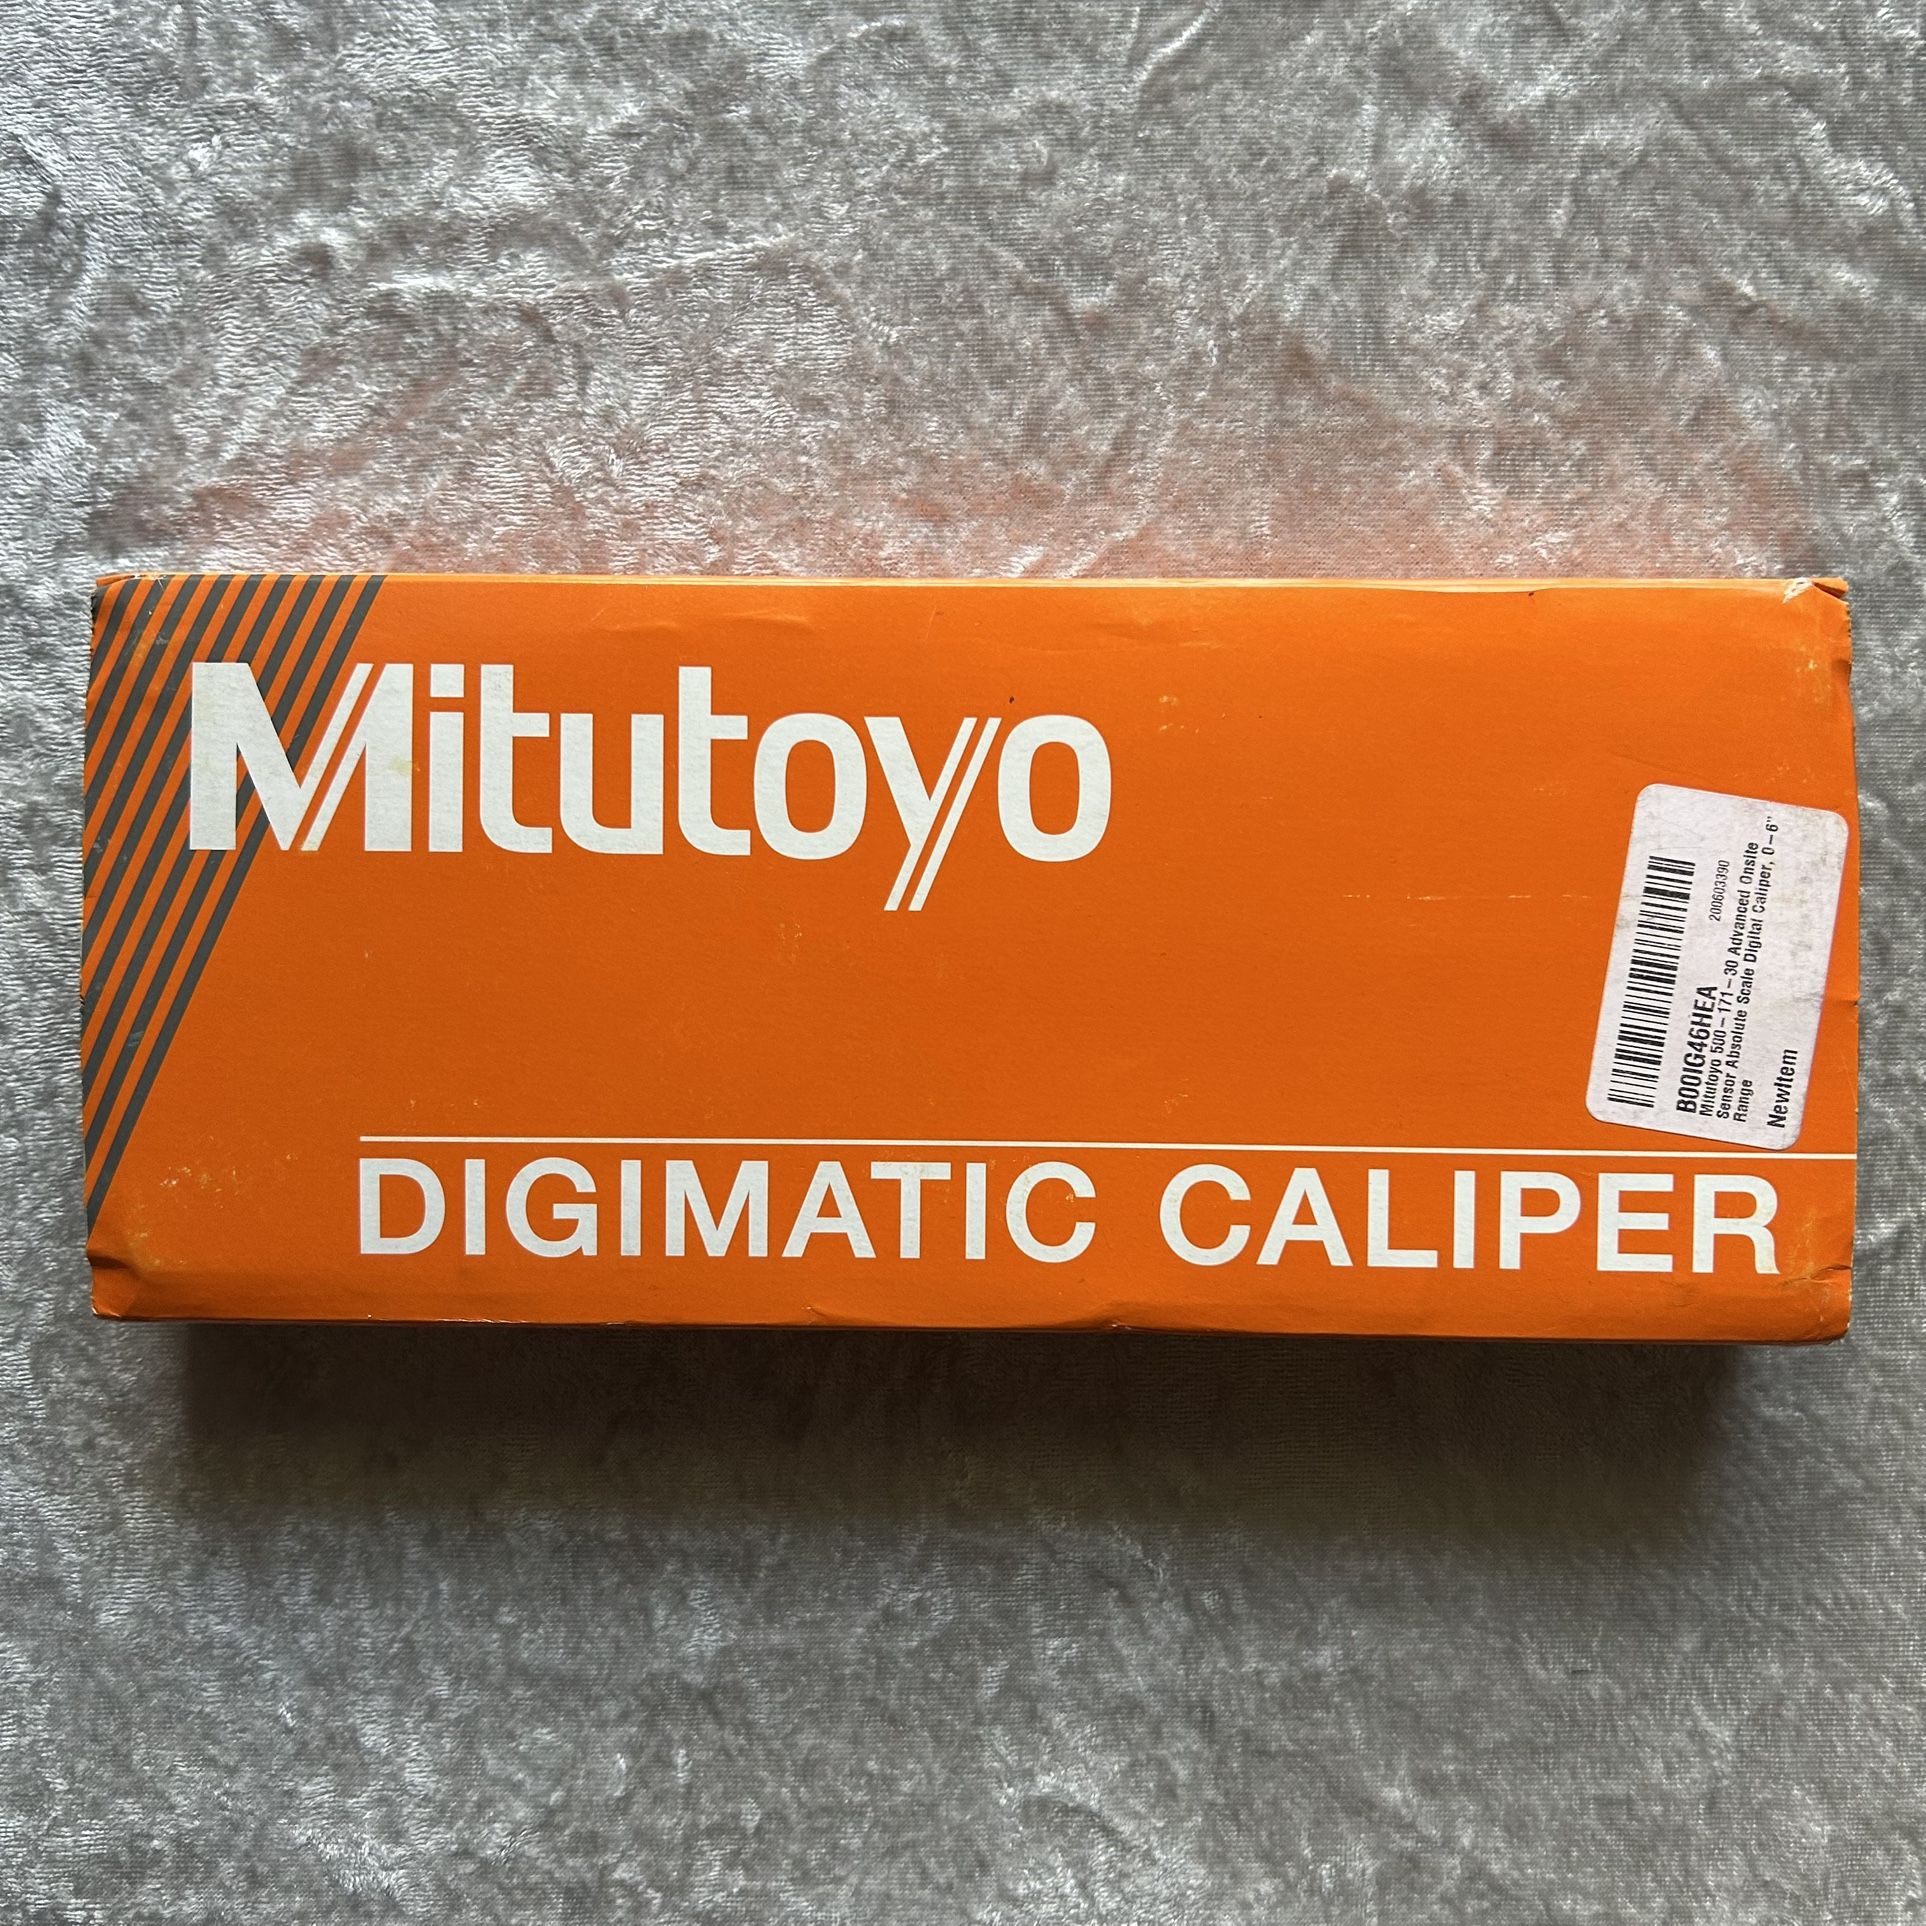 Mitutoyo
DIGIMATIC CALIPER
200603390
B00IG46HEA
Mitutoyo 500-171-30 Advanced Onsite
Sensor Absolute Scale Digital Caliper, 0-6"
Range
NewItem